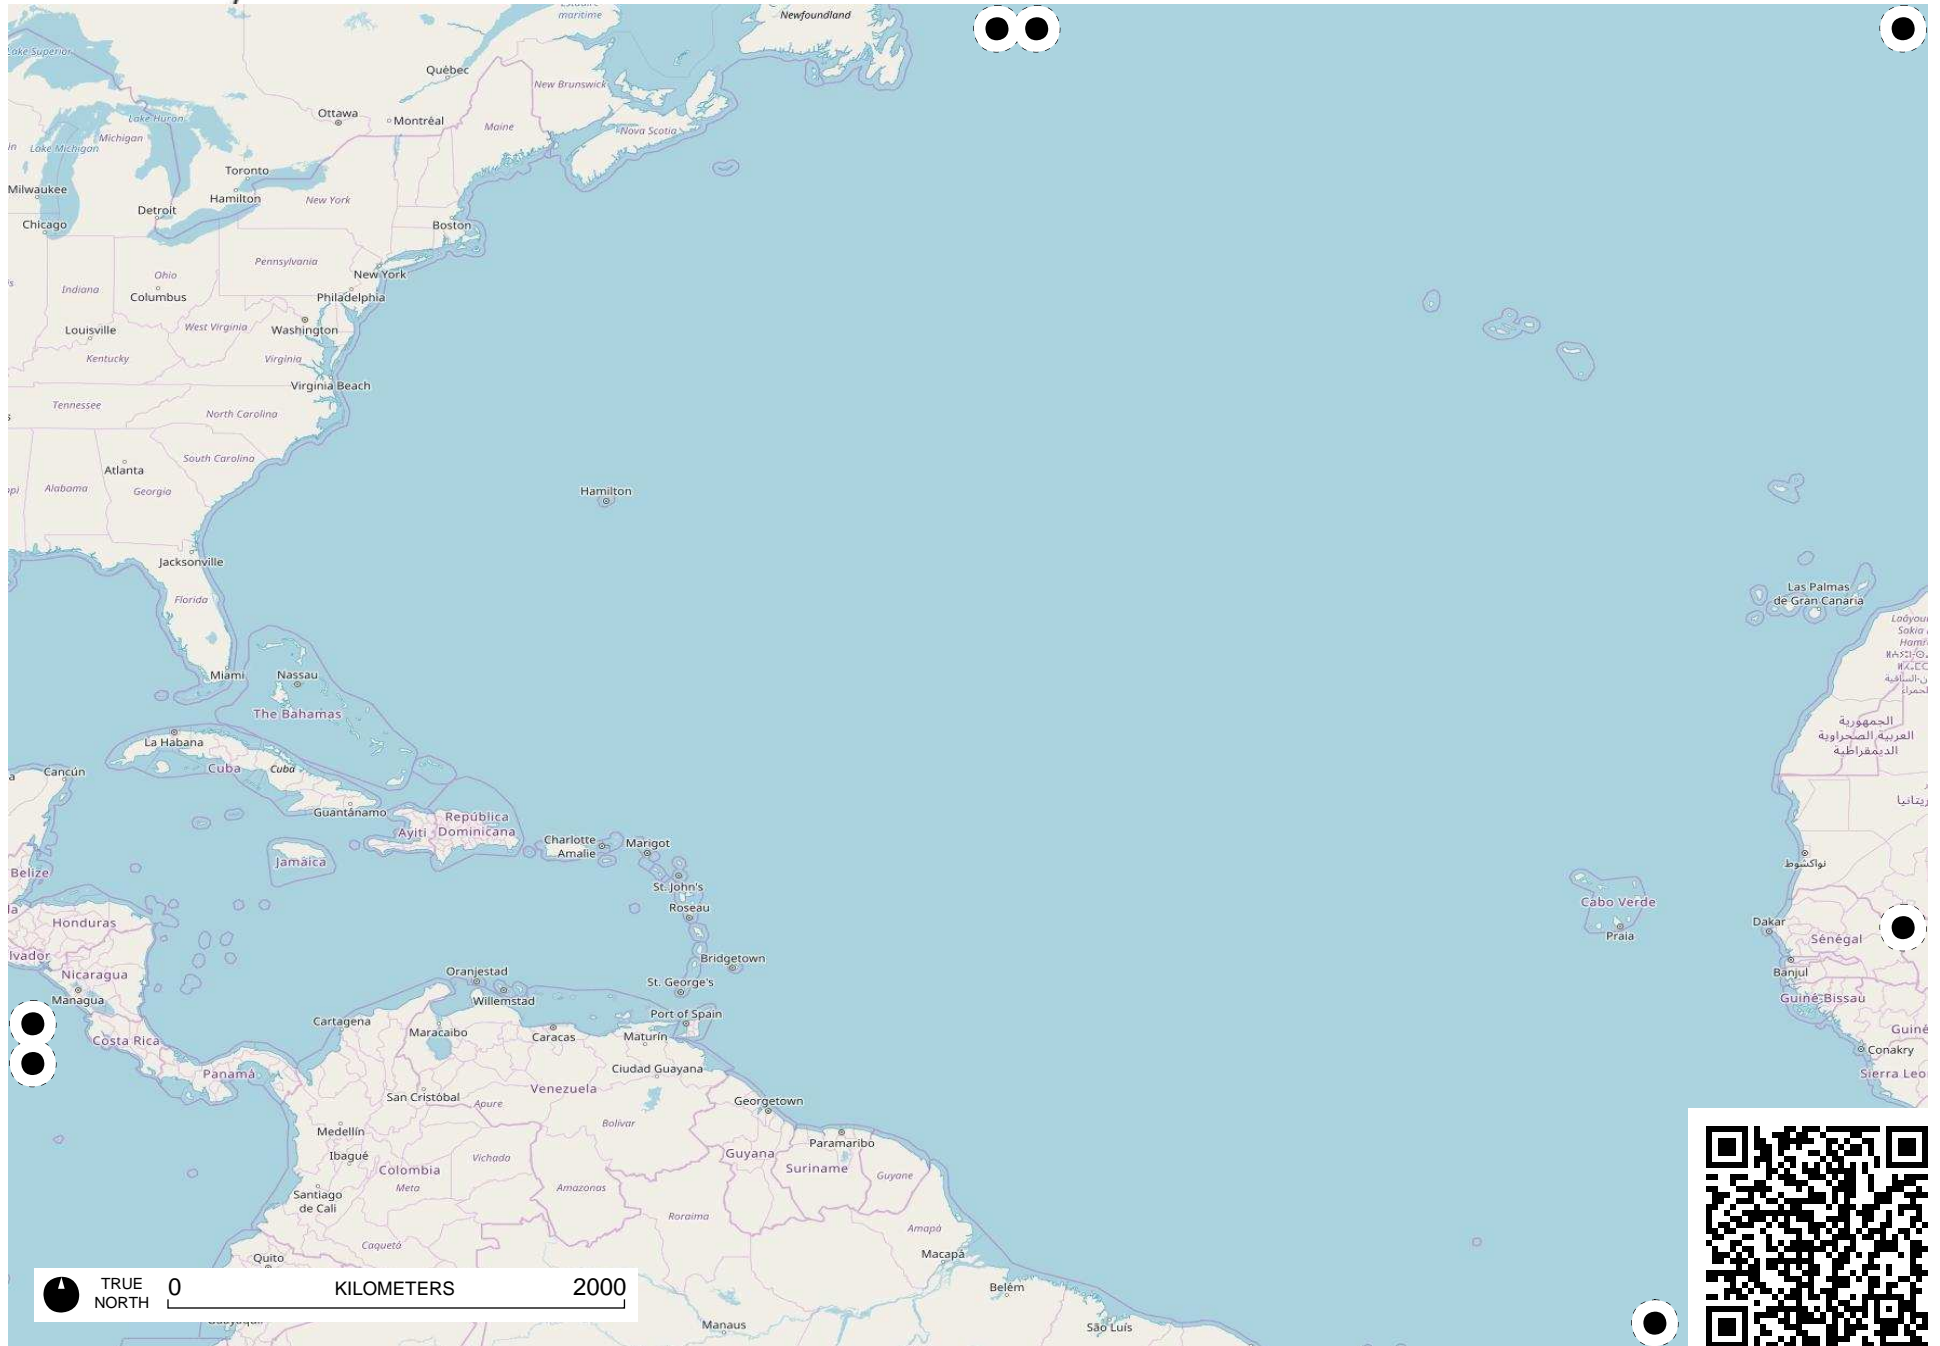 Newfoundland
Estuaire
maritime
Lake Superior
Québec
New Brunswick
Ottawa
Montréal
Lake Huron
Maine
Nova Scotia
Michigan
Lake Michigan
Toronto
Milwaukee
Hamilton
New York
Detroit
Chicago
Boston
Pennsylvania
New York
Ohio
Indiana
Columbus
Philadelphia
Louisville
West Virginia
Washington
Kentucky
Virginia
Virginia Beach
Tennessee
North Carolina
South Carolina
Atlanta
Alabama
Georgia
Hamilton
Jacksonville
Florida
Las Palmas
de Gran Canaria
Miami
Nassau
The Bahamas
الجمهورية
العربية الصحراوية
الديمقراطية
La Habana
Cuba
Cuba
Cancún
Guantánamo
República
Dominicana
Ayiti
Charlotte
Amalie
Marigot
Jamaica
Belize
نواكشوط
St. John's
Roseau
Cabo Verde
Praia
Dakar
Honduras
Sénégal
lvador
Bridgetown
Nicaragua
Oranjestad
Banjul
St. George's
Managua
Willemstad
Guiné-Bissau
Port of Spain
Cartagena
Maracaibo
Caracas
Maturín
Costa Rica
Guiné
Conakry
Panamá
Ciudad Guayana
Sierra Leo
Venezuela
San Cristóbal
Apure
Georgetown
Bolívar
Medellín
Paramaribo
Ibagué
Vichada
Guyana
Colombia
Suriname
Guyane
Meta
Amazonas
Santiago
de Cali
Roraima
Amapá
Caquetá
Quito
Macapá
Belém
TRUE
NORTH
0 KILOMETERS 2000
Manaus
São Luís